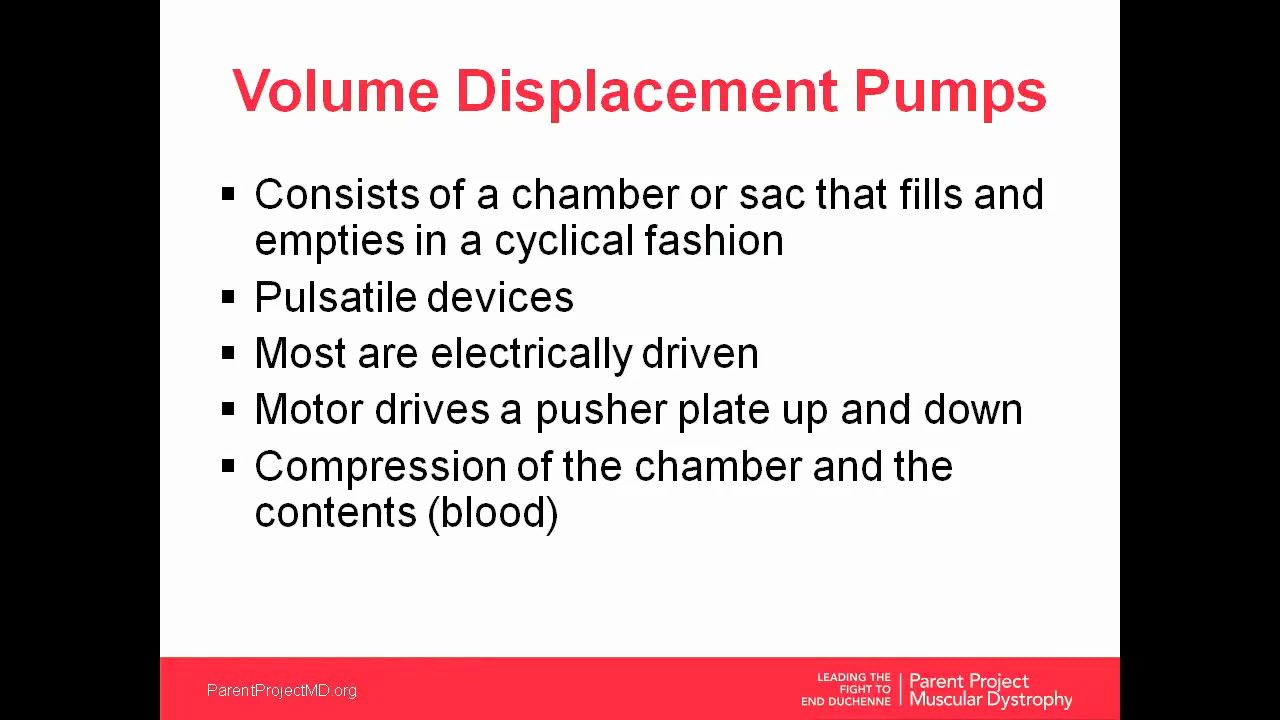 Volume Displacement Pumps
▪ Consists of a chamber or sac that fills and
empties in a cyclical fashion
▪ Pulsatile devices
▪ Most are electrically driven
▪ Motor drives a pusher plate up and down
▪ Compression of the chamber and the
contents (blood)
ParentProjectMD.org
LEADING THE
FIGHT TO
END DUCHENNE
Parent Project
Muscular Dystrophy